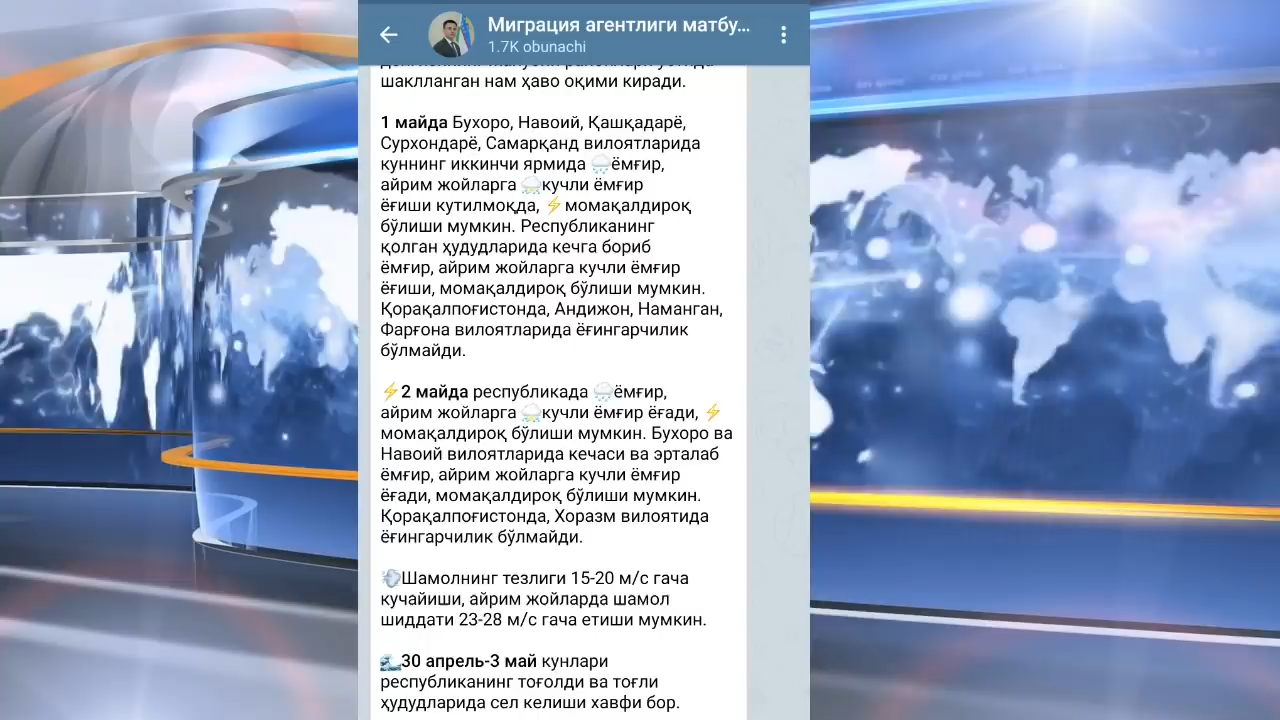 Миграция агентлиги матбу...
1.7K obunachi
шаклланган нам ҳаво оқими киради.
1 майда Бухоро, Навоий, Қашқадарё,
Сурхондарё, Самарқанд вилоятларида
куннинг иккинчи ярмида 🌧ёмғир,
айрим жойларга ⛈кучли ёмғир
ёғиши кутилмоқда, ⚡момақалдироқ
бўлиши мумкин. Республиканинг
қолган ҳудудларида кечга бориб
ёмғир, айрим жойларга кучли ёмғир
ёғиши, момақалдироқ бўлиши мумкин.
Қорақалпоғистонда, Андижон, Наманган,
Фарғона вилоятларида ёғингарчилик
бўлмайди.
⚡2 майда республикада 🌧ёмғир,
айрим жойларга ⛈кучли ёмғир ёғади, ⚡
момақалдироқ бўлиши мумкин. Бухоро ва
Навоий вилоятларида кечаси ва эрталаб
ёмғир, айрим жойларга кучли ёмғир
ёғади, момақалдироқ бўлиши мумкин.
Қорақалпоғистонда, Хоразм вилоятида
ёғингарчилик бўлмайди.
💨Шамолнинг тезлиги 15-20 м/с гача
кучайиши, айрим жойларда шамол
шиддати 23-28 м/с гача етиши мумкин.
🌊30 апрель-3 май кунлари
республиканинг тоғолди ва тоғли
ҳудудларида сел келиши хавфи бор.